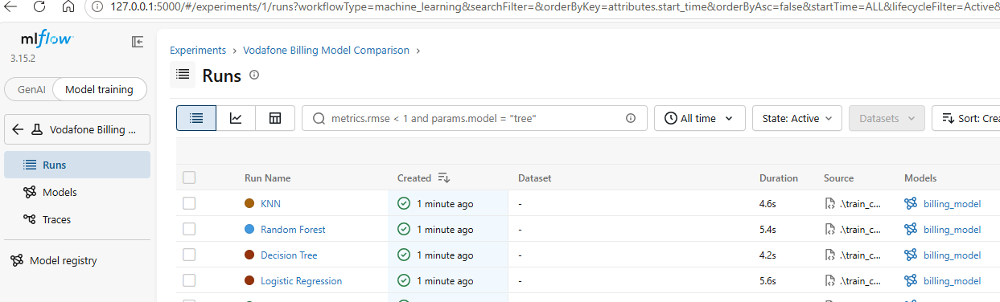 127.0.0.1:5000/#/experiments/1/runs?workflowType=machine_learning&searchFilter=&orderByKey=attributes.start_time&orderByAsc=false&startTime=ALL&lifecycleFilter=Active&
mlflow
3.15.2
GenAI Model training
Vodafone Billing ...
Runs
Models
Traces
Model registry
Experiments > Vodafone Billing Model Comparison >
Runs
metrics.rmse < 1 and params.model = "tree" All time State: Active Datasets Sort: Crea
Run Name Created Dataset Duration Source Models
KNN 1 minute ago - 4.6s .\train_c... billing_model
Random Forest 1 minute ago - 5.4s .\train_c... billing_model
Decision Tree 1 minute ago - 4.2s .\train_c... billing_model
Logistic Regression 1 minute ago - 5.6s .\train_c... billing_model